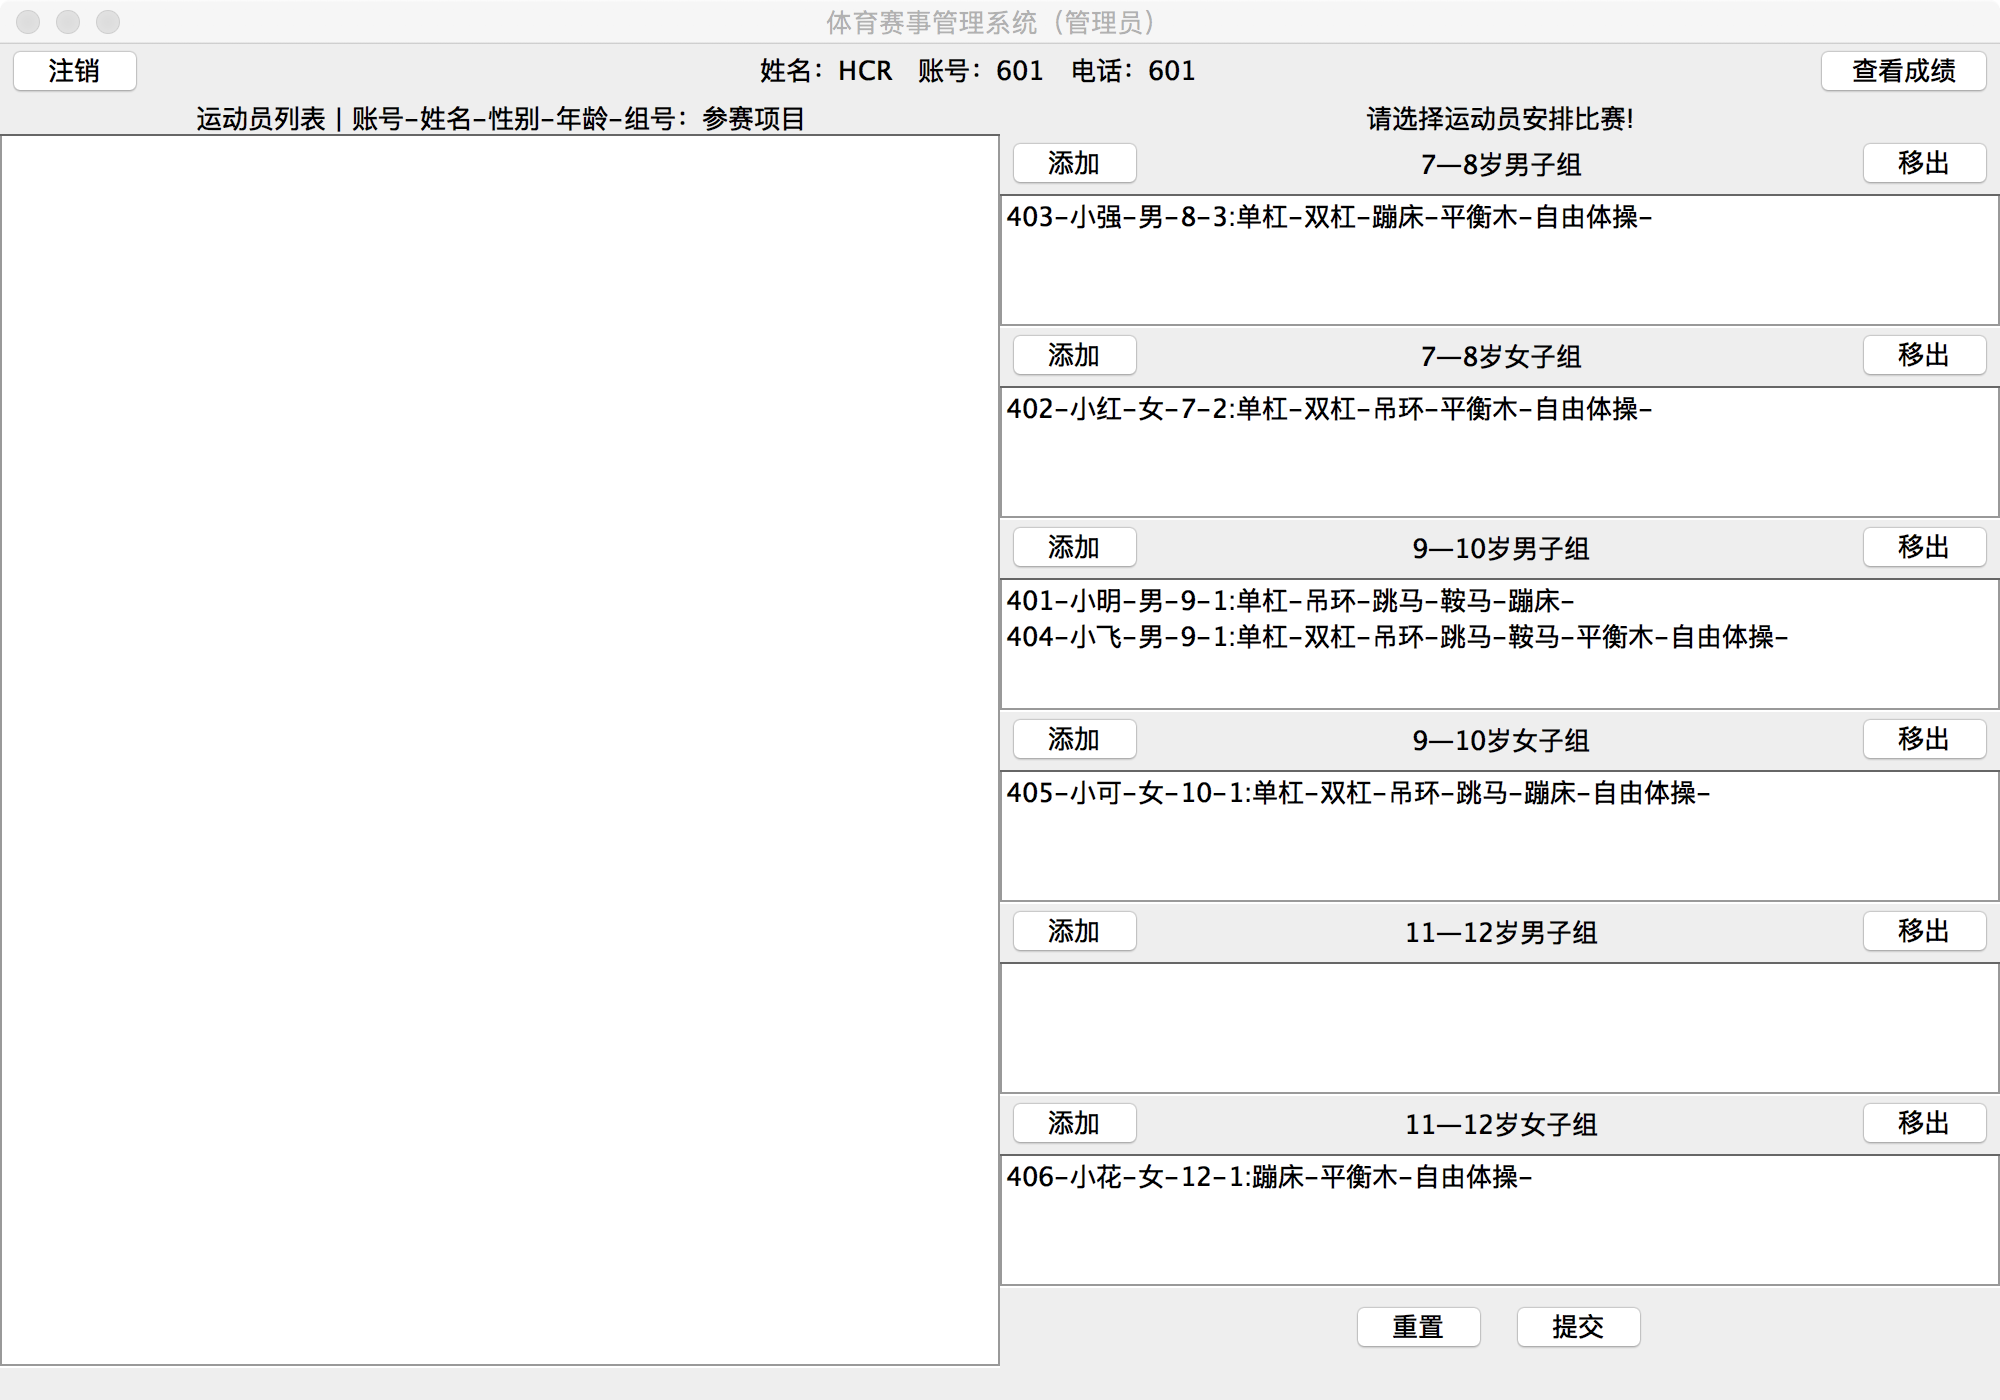 体育赛事管理系统（管理员）
注销
姓名：HCR 账号：601 电话：601
查看成绩
运动员列表 | 账号-姓名-性别-年龄-组号：参赛项目
请选择运动员安排比赛!
添加
7—8岁男子组
移出
403-小强-男-8-3:单杠-双杠-蹦床-平衡木-自由体操-
添加
7—8岁女子组
移出
402-小红-女-7-2:单杠-双杠-吊环-平衡木-自由体操-
添加
9—10岁男子组
移出
401-小明-男-9-1:单杠-吊环-跳马-鞍马-蹦床-
404-小飞-男-9-1:单杠-双杠-吊环-跳马-鞍马-平衡木-自由体操-
添加
9—10岁女子组
移出
405-小可-女-10-1:单杠-双杠-吊环-跳马-蹦床-自由体操-
添加
11—12岁男子组
移出
添加
11—12岁女子组
移出
406-小花-女-12-1:蹦床-平衡木-自由体操-
重置
提交